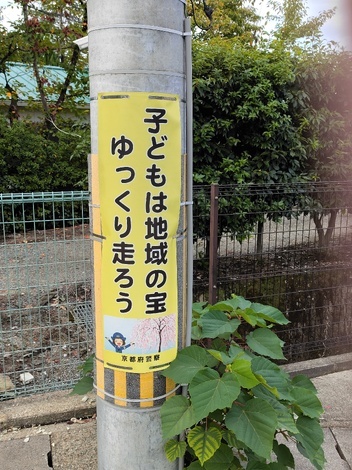 子どもは地域の宝
ゆっくり走ろう
京都府警察